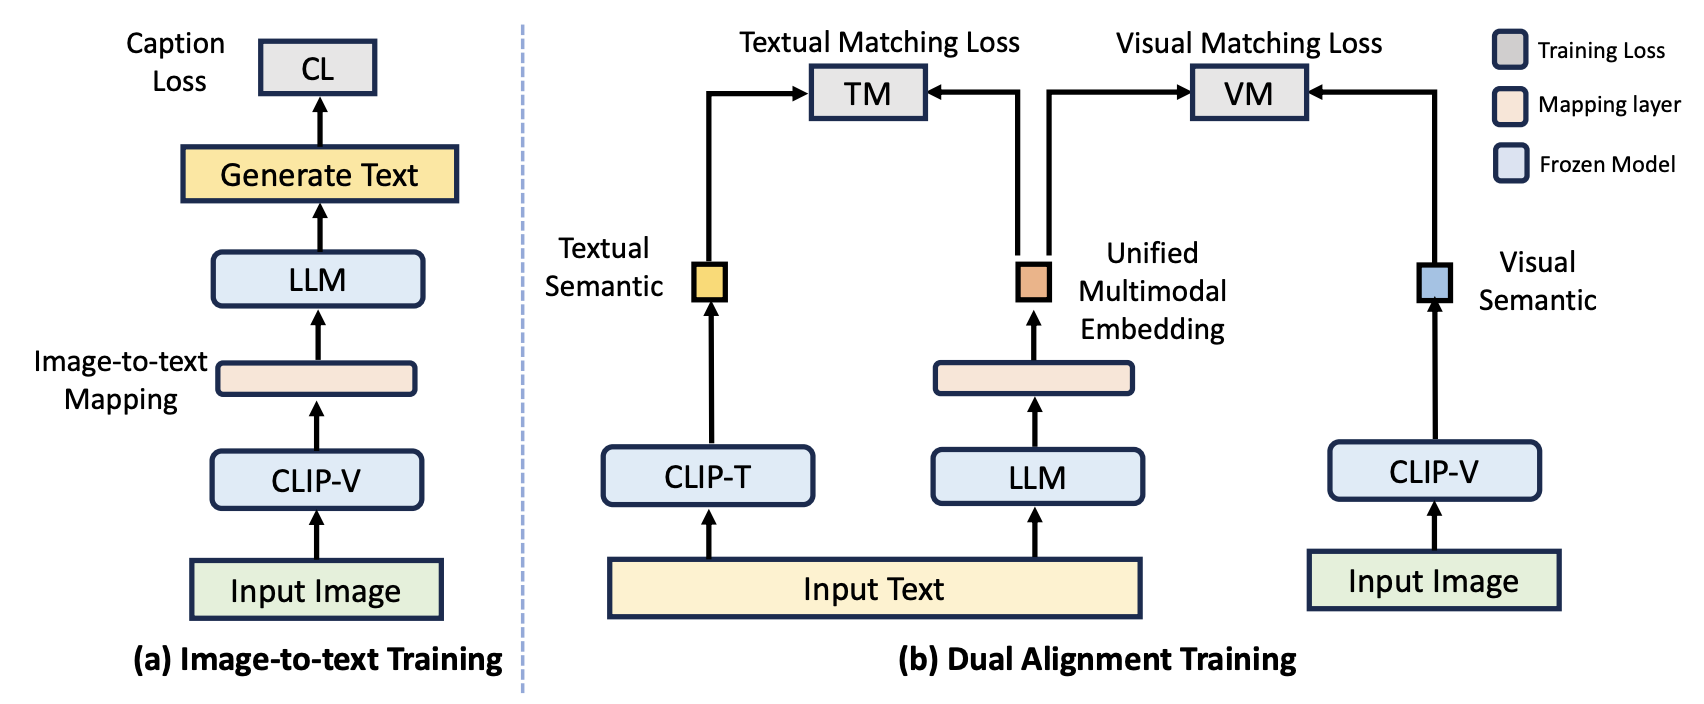 Caption
Loss
CL
Generate Text
LLM
Image-to-text
Mapping
CLIP-V
Input Image
(a) Image-to-text Training
Textual Matching Loss
Visual Matching Loss
TM
VM
Textual
Semantic
Unified
Multimodal
Embedding
Visual
Semantic
CLIP-T
LLM
CLIP-V
Input Text
Input Image
(b) Dual Alignment Training
Training Loss
Mapping layer
Frozen Model